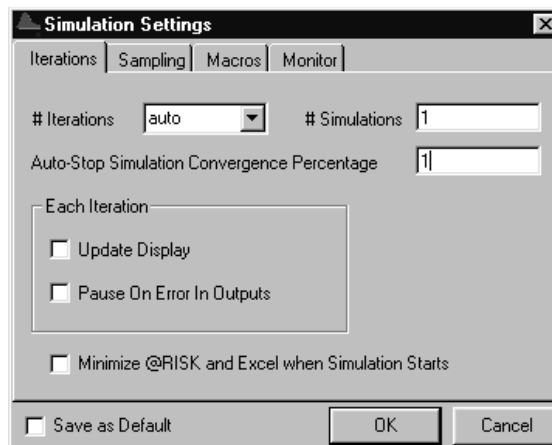 Simulation Settings
Iterations Sampling Macros Monitor
# Iterations auto # Simulations 1
Auto-Stop Simulation Convergence Percentage 1
Each Iteration
Update Display
Pause On Error In Outputs
Minimize @RISK and Excel when Simulation Starts
Save as Default OK Cancel